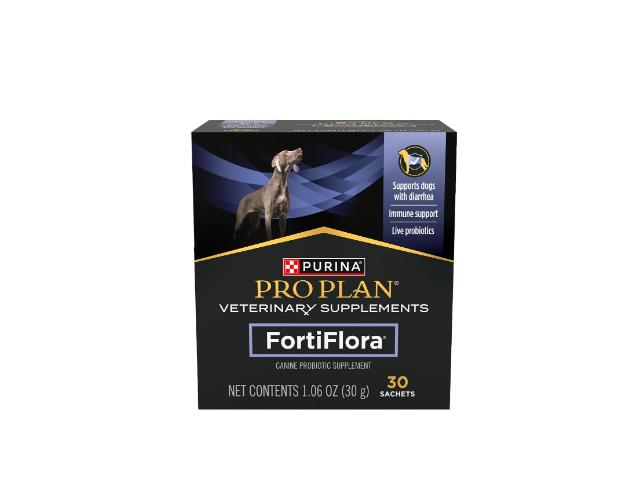 Supports dogs
with diarrhea
Immune support
Live probiotics
PURINA®
PRO PLAN®
VETERINARY SUPPLEMENTS
FortiFlora®
CANINE PROBIOTIC SUPPLEMENT
NET CONTENTS 1.06 OZ (30 g)
30
SACHETS